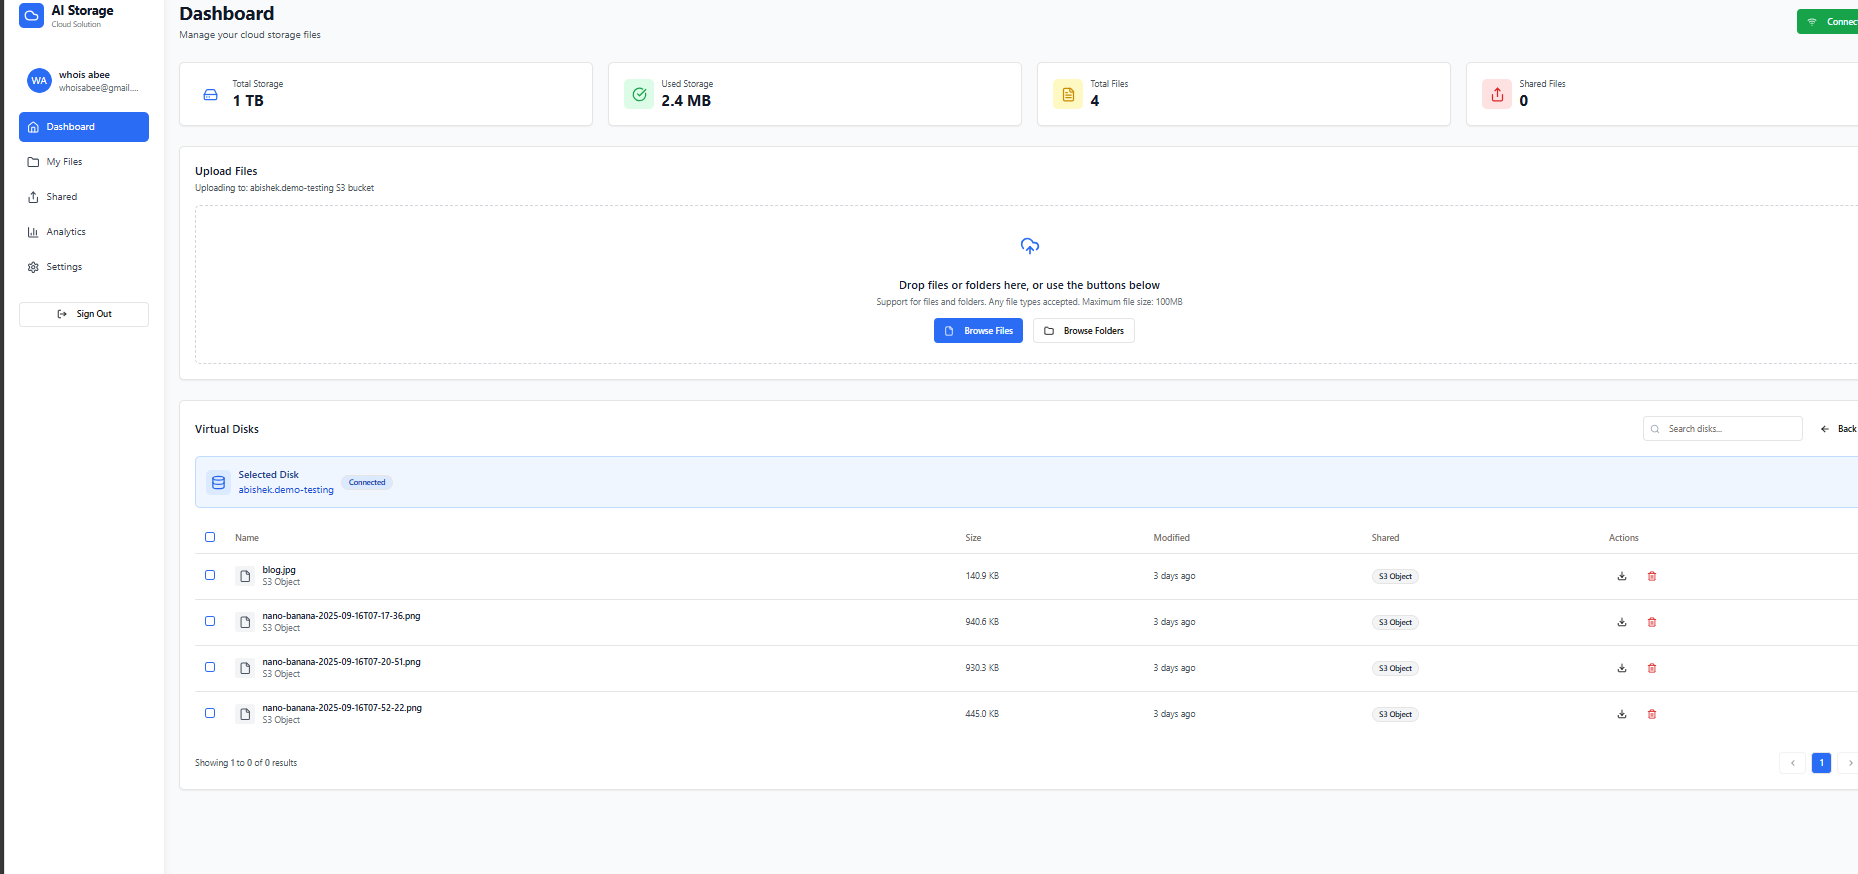 AI Storage
Cloud Solution
WA
whois abee
whoisabee@gmail....
Dashboard
My Files
Shared
Analytics
Settings
Sign Out
Dashboard
Manage your cloud storage files
Connec
Total Storage
1 TB
Used Storage
2.4 MB
Total Files
4
Shared Files
0
Upload Files
Uploading to: abishek.demo-testing S3 bucket
Drop files or folders here, or use the buttons below
Support for files and folders. Any file types accepted. Maximum file size: 100MB
Browse Files
Browse Folders
Virtual Disks
Search disks...
Back
Selected Disk
abishek.demo-testing
Connected
Name Size Modified Shared Actions
blog.jpg
S3 Object
140.9 KB 3 days ago S3 Object
nano-banana-2025-09-16T07-17-36.png
S3 Object
940.6 KB 3 days ago S3 Object
nano-banana-2025-09-16T07-20-51.png
S3 Object
930.3 KB 3 days ago S3 Object
nano-banana-2025-09-16T07-52-22.png
S3 Object
445.0 KB 3 days ago S3 Object
Showing 1 to 0 of 0 results
1